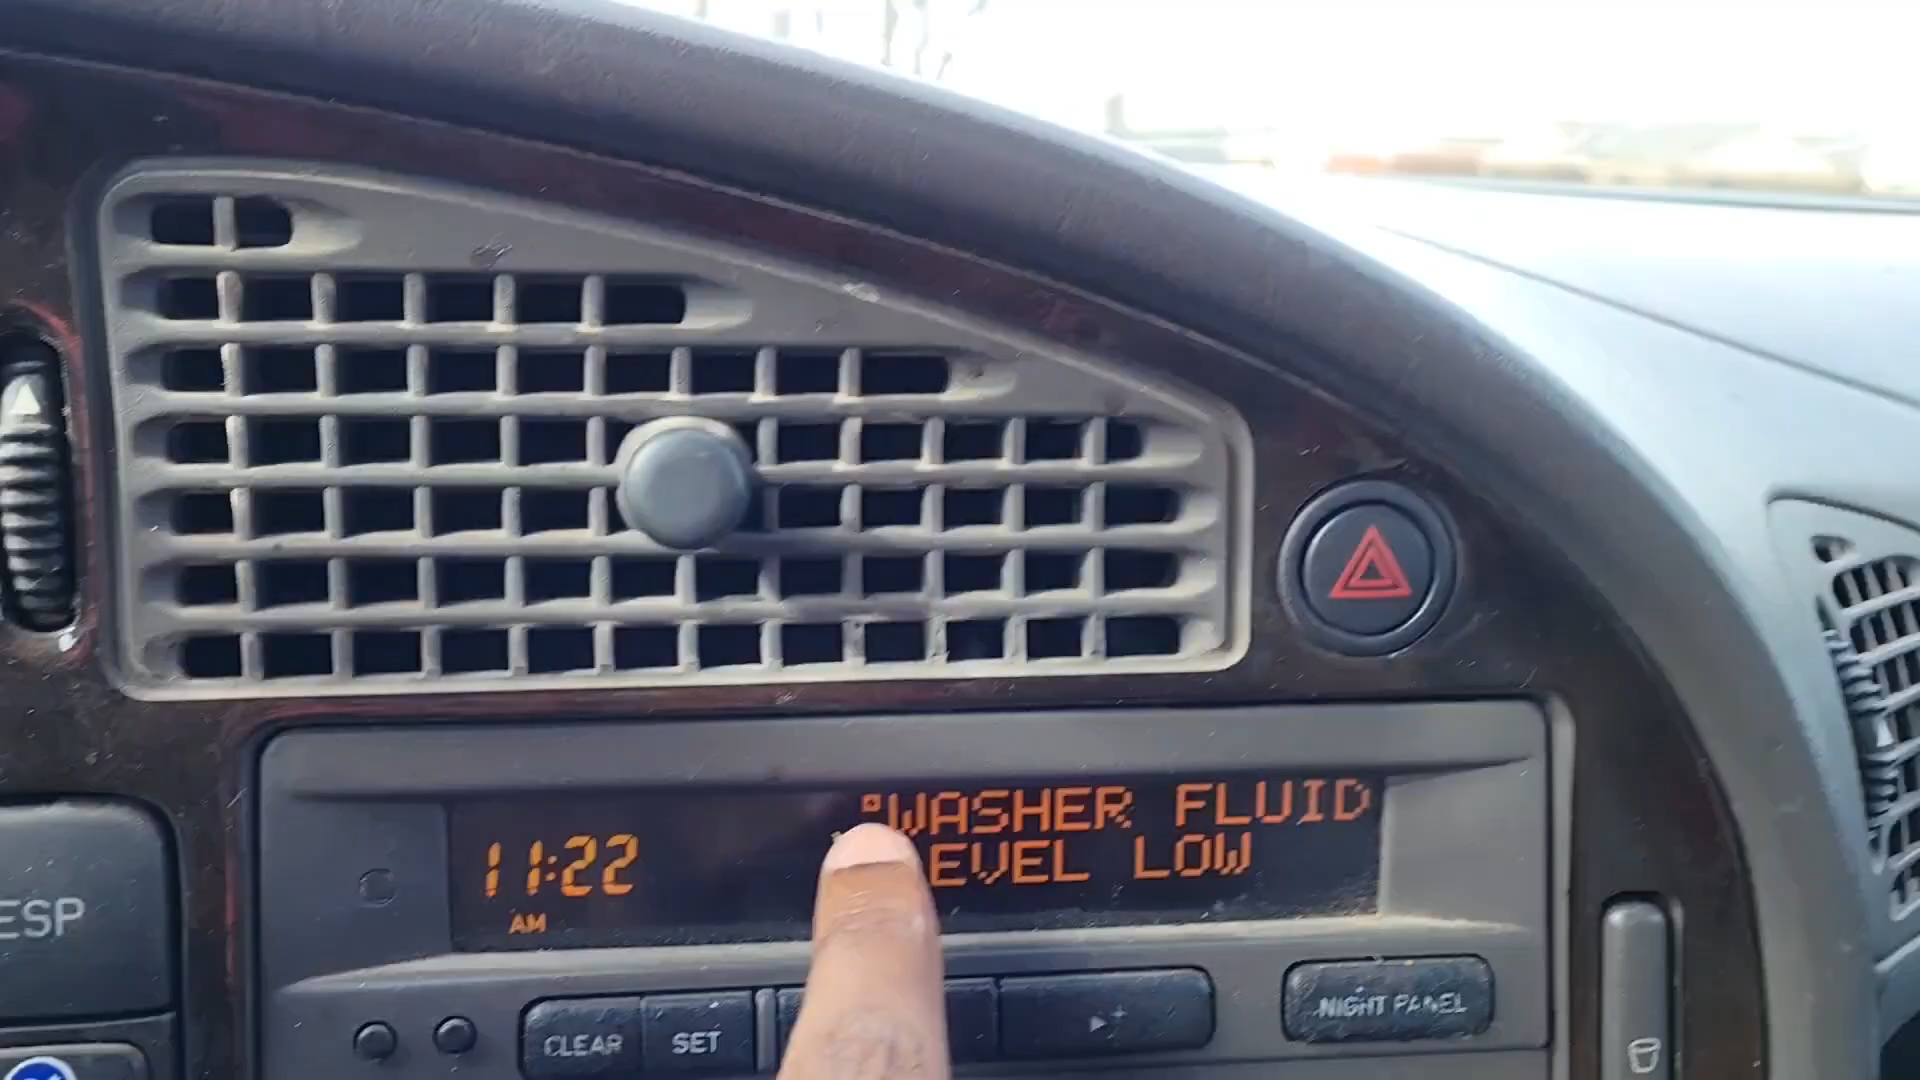 WASHER FLUID
EVEL LOW
11:22
AM
ESP
CLEAR
SET
NIGHT PANEL